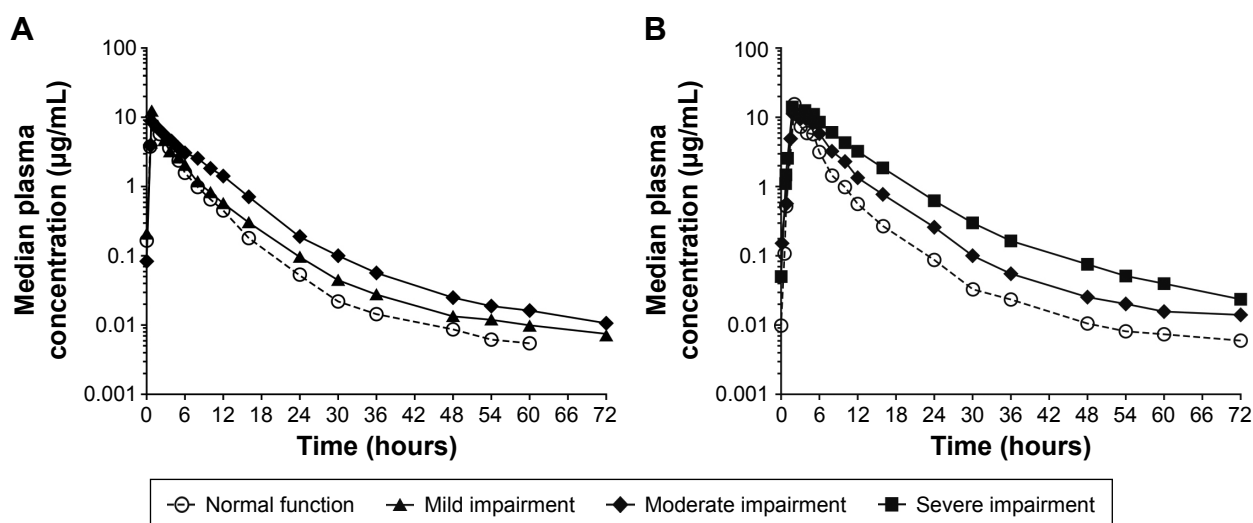 A
B
Median plasma
concentration (μg/mL)
100
10
1
0.1
0.01
0.001
0 6 12 18 24 30 36 42 48 54 60 66 72
Time (hours)
Median plasma
concentration (μg/mL)
100
10
1
0.1
0.01
0.001
0 6 12 18 24 30 36 42 48 54 60 66 72
Time (hours)
Normal function Mild impairment Moderate impairment Severe impairment